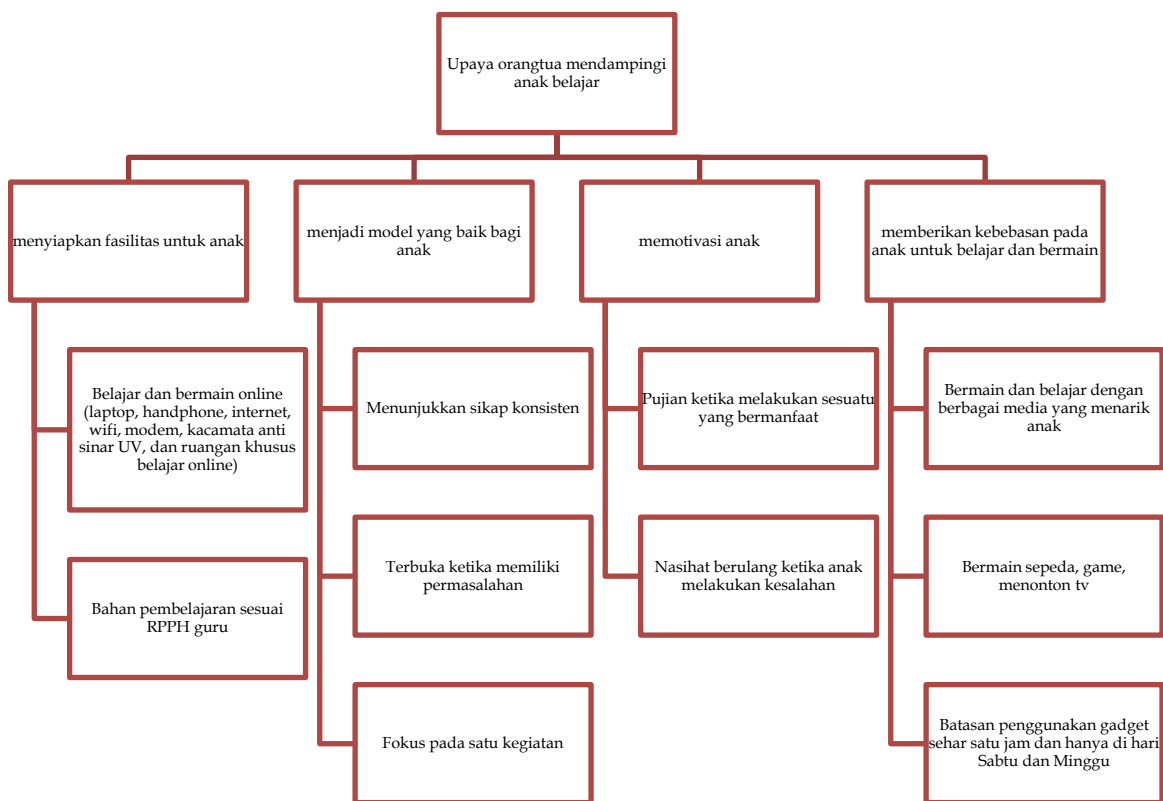 Upaya orangtua mendampingi
anak belajar
menyiapkan fasilitas untuk anak
menjadi model yang baik bagi
anak
memotivasi anak
memberikan kebebasan pada
anak untuk belajar dan bermain
Belajar dan bermain online
(laptop, handphone, internet,
wifi, modem, kacamata anti
sinar UV, dan ruangan khusus
belajar online)
Menunjukkan sikap konsisten
Pujian ketika melakukan sesuatu
yang bermanfaat
Bermain dan belajar dengan
berbagai media yang menarik
anak
Bahan pembelajaran sesuai
RPPH guru
Terbuka ketika memiliki
permasalahan
Nasihat berulang ketika anak
melakukan kesalahan
Bermain sepeda, game,
menonton tv
Fokus pada satu kegiatan
Batasan penggunakan gadget
sehar satu jam dan hanya di hari
Sabtu dan Minggu